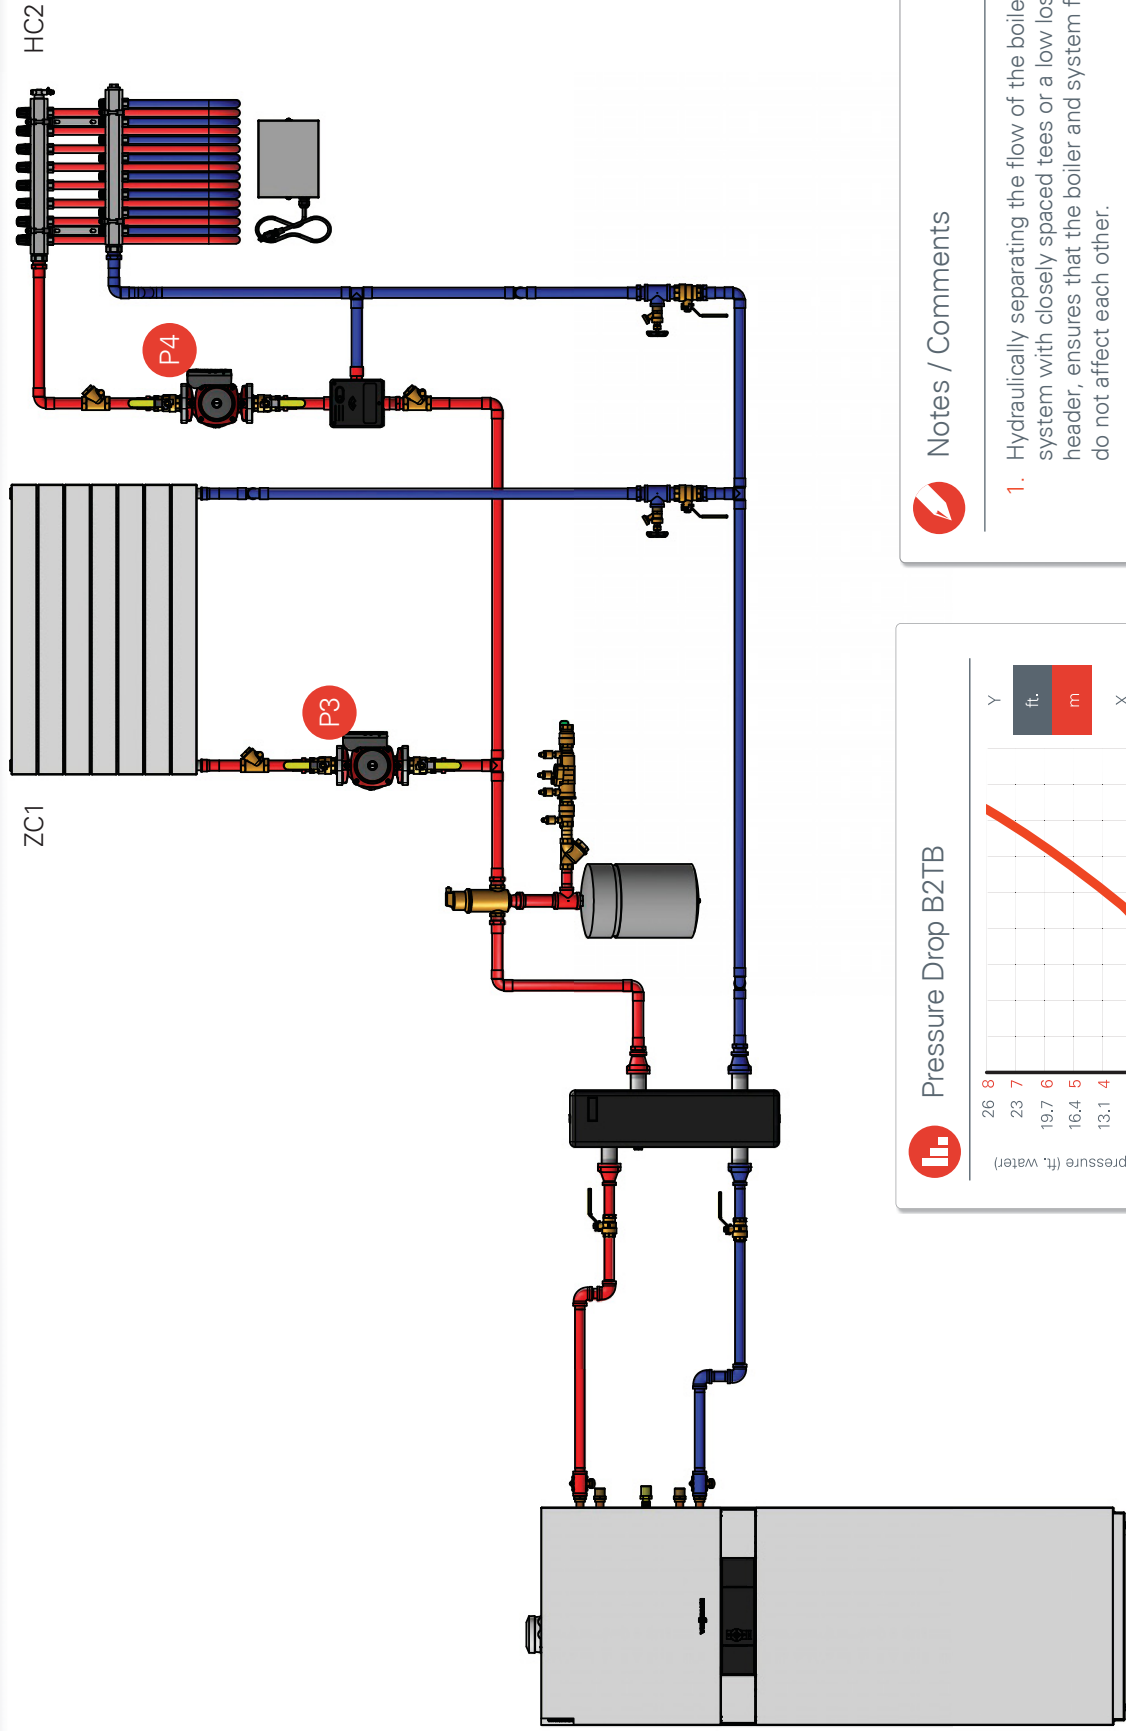 HC2
P4
ZC1
P3
Notes / Comments
1. Hydraulically separating the flow of the boile
system with closely spaced tees or a low los
header, ensures that the boiler and system f
do not affect each other.
Pressure Drop B2TB
Y
ft.
m
X
26 8
23 7
19.7 6
16.4 5
13.1 4
pressure (ft. water)